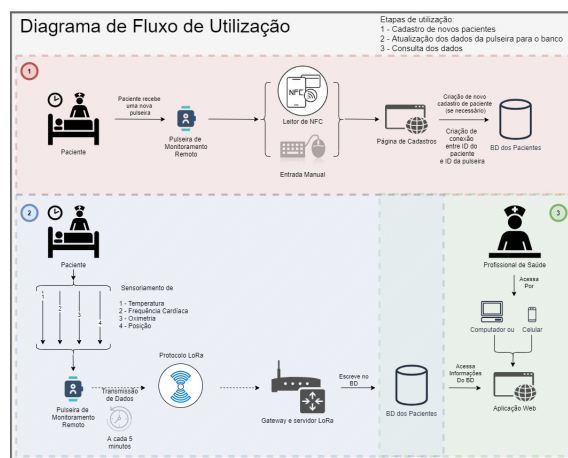 Diagrama de Fluxo de Utilização
Etapas de utilização:
1 - Cadastro de novos pacientes
2 - Atualização dos dados da pulseira para o banco
3 - Consulta dos dados
1
Paciente
Paciente recebe
uma nova
pulseira
Pulseira de
Monitoramento
Remoto
NFC
Leitor de NFC
Entrada Manual
Página de Cadastros
Criação de novo
cadastro de paciente
(se necessário)
Criação de
conexão
entre ID do
paciente
e ID da pulseira
BD dos Pacientes
2
Paciente
Sensoriamento de
1 - Temperatura
2 - Frequência Cardíaca
3 - Oximetria
4 - Posição
1
2
3
4
Pulseira de
Monitoramento
Remoto
Transmissão
de Dados
A cada 5
minutos
Protocolo LoRa
Gateway e servidor LoRa
Escreve no
BD
BD dos Pacientes
3
Profissional de Saúde
Acessa
Por
Computador ou
Celular
Acessa
Informações
Do BD
Aplicação Web